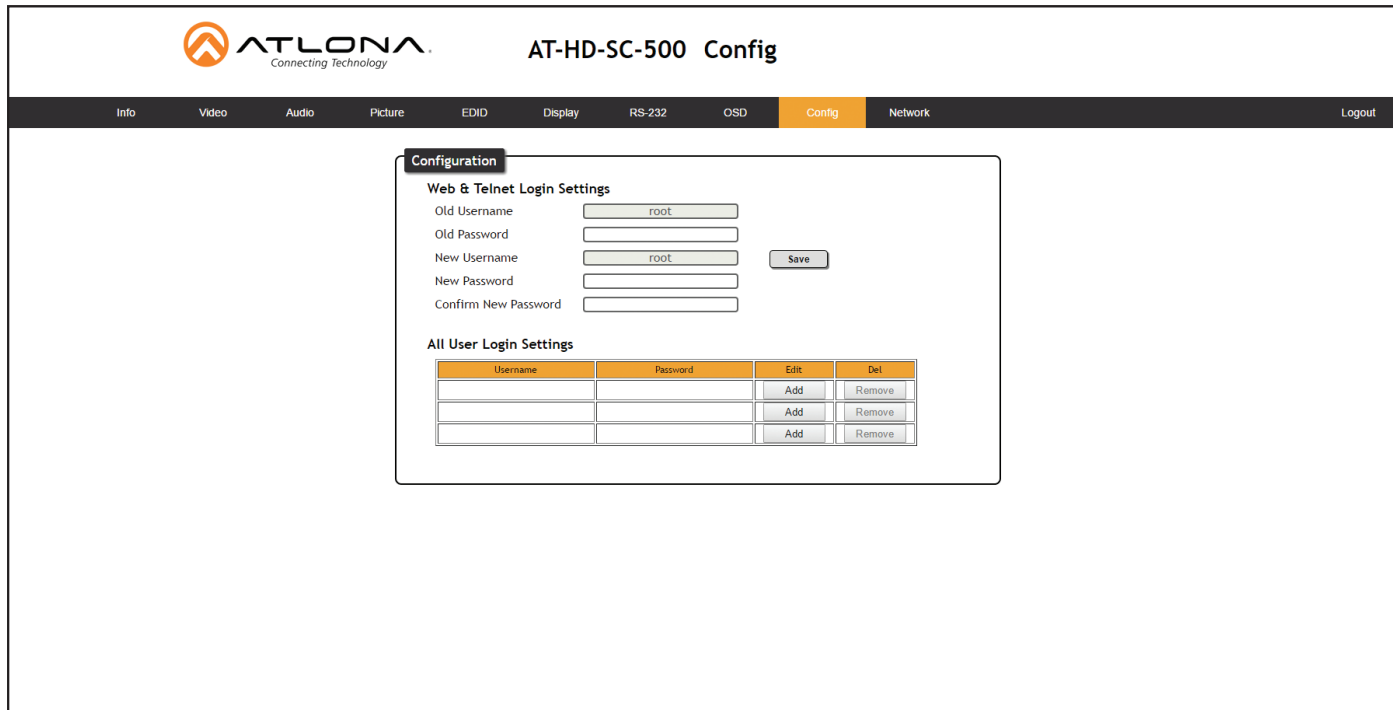 ATLONA.
Connecting Technology
AT-HD-SC-500 Config
Info Video Audio Picture EDID Display RS-232 OSD Config Network Logout
Configuration
Web & Telnet Login Settings
Old Username root
Old Password
New Username root Save
New Password
Confirm New Password
All User Login Settings
Username Password Edit Del
Add Remove
Add Remove
Add Remove